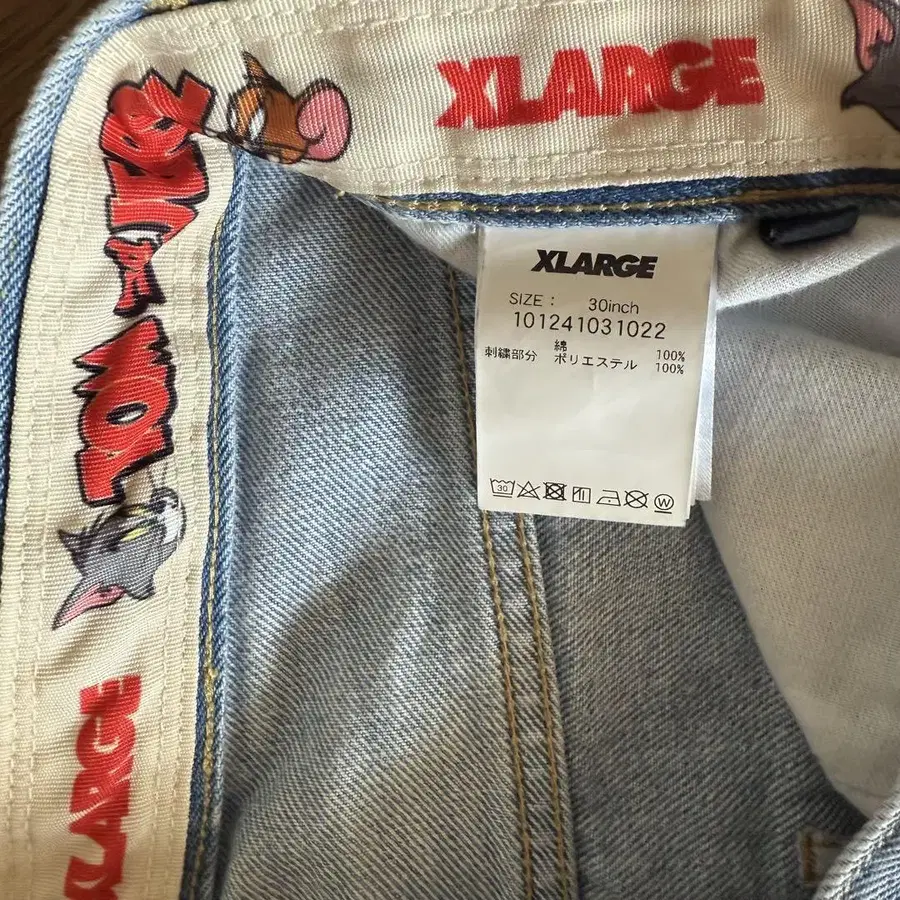 XLARGE
TOM AND JERRY
XLARGE
XLARGE
SIZE : 30inch
101241031022
綿 100%
刺繍部分 ポリエステル 100%
30
W